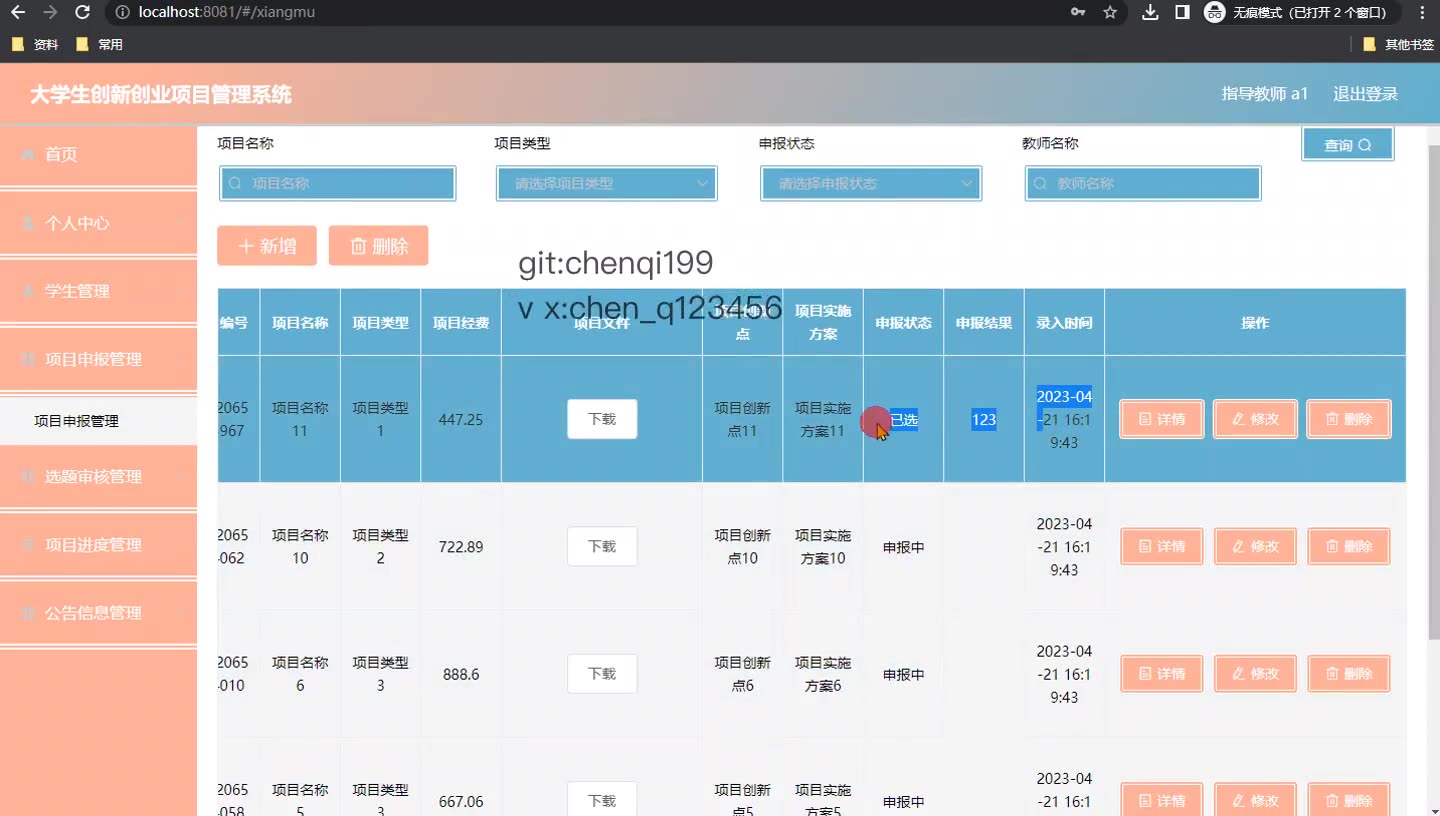 localhost:8081/#/xiangmu
无痕模式（已打开 2 个窗口）
资料
常用
其他书签
大学生创新创业项目管理系统
指导教师 a1
退出登录
首页
个人中心
学生管理
项目申报管理
项目申报管理
选题审核管理
项目进度管理
公告信息管理
项目名称
项目类型
申报状态
教师名称
查询
项目名称
请选择项目类型
请选择申报状态
教师名称
新增
删除
git:chenqi199
v x:chen_q123456
编号
项目名称
项目类型
项目经费
项目文件
项目创新
点
项目实施
方案
申报状态
申报结果
录入时间
操作
2065
967
项目名称
11
项目类型
1
447.25
下载
项目创新
点11
项目实施
方案11
已选
123
2023-04
-21 16:1
9:43
详情
修改
删除
2065
062
项目名称
10
项目类型
2
722.89
下载
项目创新
点10
项目实施
方案10
申报中
2023-04
-21 16:1
9:43
详情
修改
删除
2065
010
项目名称
6
项目类型
3
888.6
下载
项目创新
点6
项目实施
方案6
申报中
2023-04
-21 16:1
9:43
详情
修改
删除
2065
058
项目名称
5
项目类型
3
667.06
下载
项目创新
点5
项目实施
方案5
申报中
2023-04
-21 16:1
详情
修改
删除